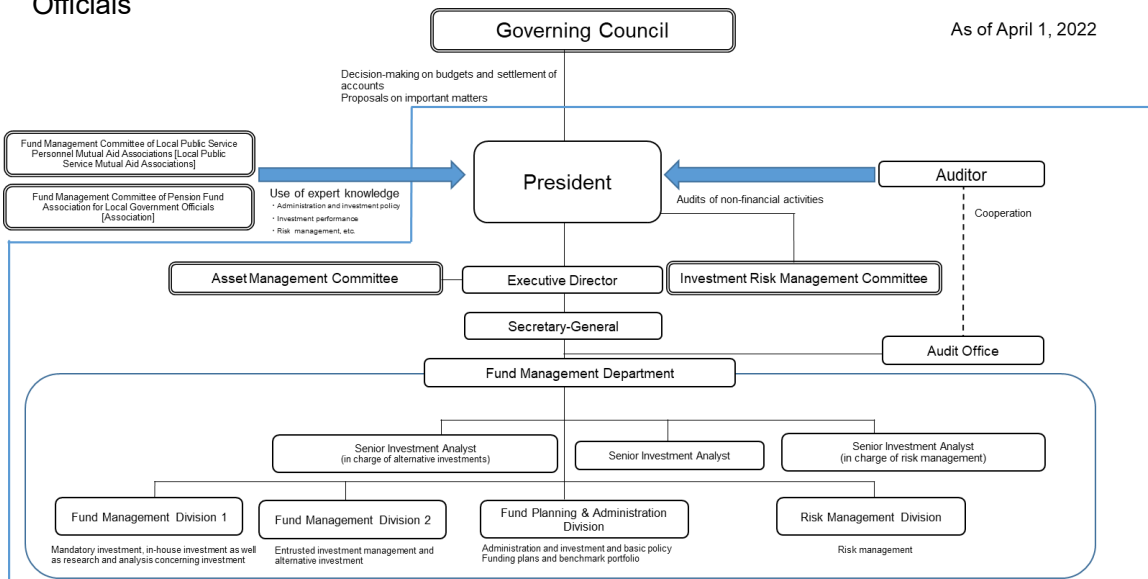 Officials
Governing Council
As of April 1, 2022
Decision-making on budgets and settlement of
accounts
Proposals on important matters
Fund Management Committee of Local Public Service
Personnel Mutual Aid Associations [Local Public
Service Mutual Aid Associations]
Fund Management Committee of Pension Fund
Association for Local Government Officials
[Association]
Use of expert knowledge
・Administration and investment policy
・Investment performance
・Risk management, etc.
President
Auditor
Audits of non-financial activities
Cooperation
Asset Management Committee
Executive Director
Investment Risk Management Committee
Secretary-General
Audit Office
Fund Management Department
Senior Investment Analyst
(in charge of alternative investments)
Senior Investment Analyst
Senior Investment Analyst
(in charge of risk management)
Fund Management Division 1
Fund Management Division 2
Fund Planning & Administration
Division
Risk Management Division
Mandatory investment, in-house investment as well
as research and analysis concerning investment
Entrusted investment management and
alternative investment
Administration and investment and basic policy
Funding plans and benchmark portfolio
Risk management